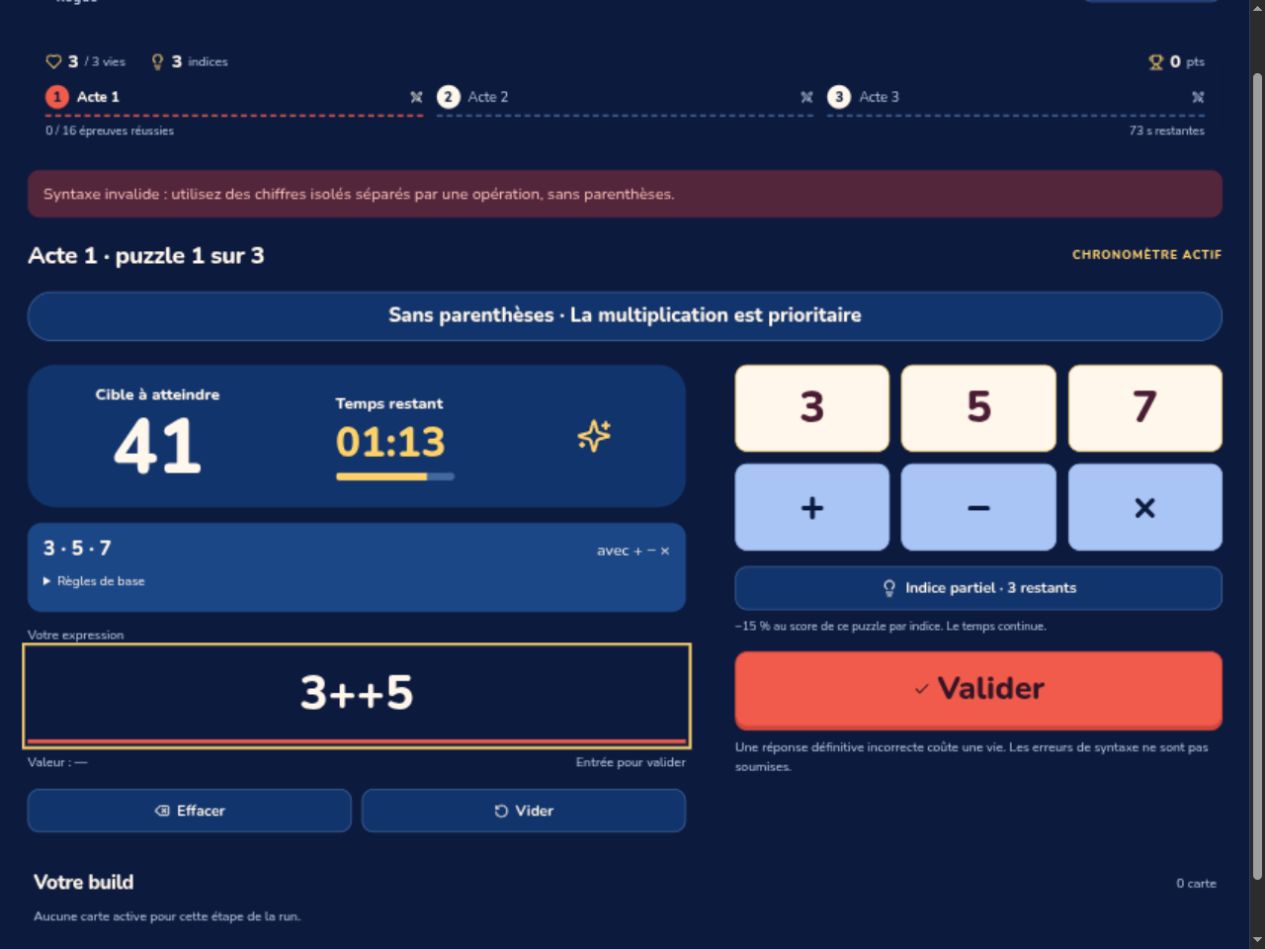 3 / 3 vies 3 indices 0 pts
1 Acte 1 2 Acte 2 3 Acte 3
0 / 16 épreuves réussies 73 s restantes
Syntaxe invalide : utilisez des chiffres isolés séparés par une opération, sans parenthèses.
Acte 1 · puzzle 1 sur 3
CHRONOMÈTRE ACTIF
Sans parenthèses · La multiplication est prioritaire
Cible à atteindre
41
Temps restant
01:13
3 5 7
+ − ×
3 · 5 · 7
avec + − ×
Règles de base
Indice partiel · 3 restants
−15 % au score de ce puzzle par indice. Le temps continue.
Votre expression
3++5
Valider
Valeur : —
Entrée pour valider
Une réponse définitive incorrecte coûte une vie. Les erreurs de syntaxe ne sont pas
soumises.
Effacer
Vider
Votre build
0 carte
Aucune carte active pour cette étape de la run.